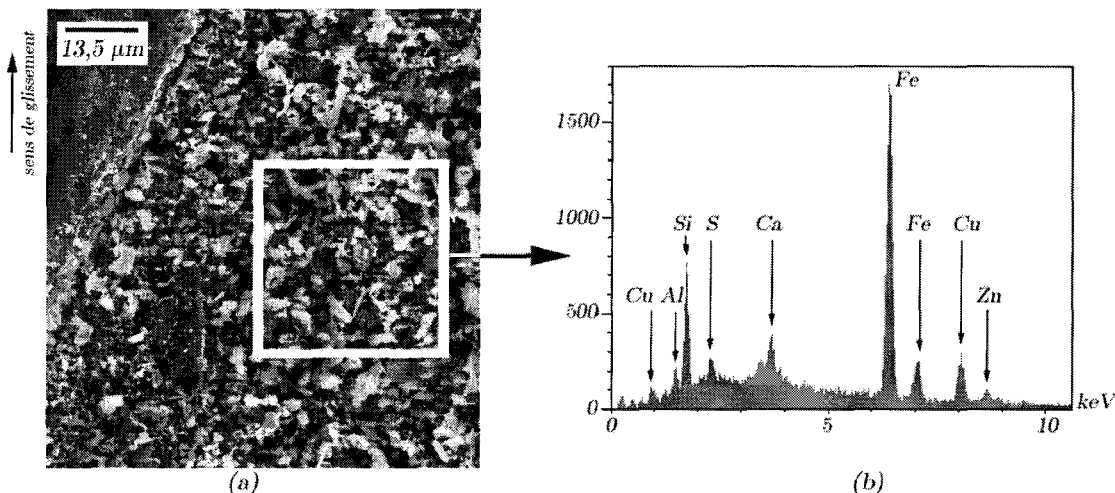 13,5 μm
sens de glissement
(a)
Fe
1500
1000
Si
S
Ca
Fe
Cu
Cu
Al
Zn
500
0
0
5
10
keV
(b)